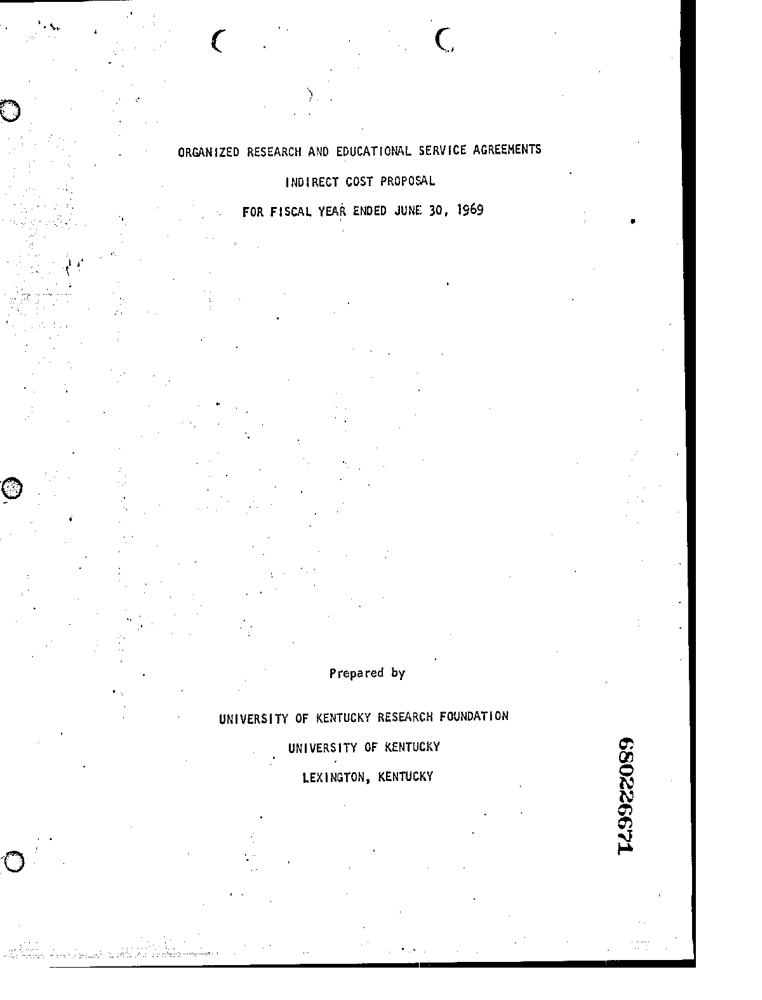 ORGANIZED RESEARCH AND EDUCATIONAL SERVICE AGREEMENTS
INDIRECT COST PROPOSAL
FOR FISCAL YEAR ENDED JUNE 30, 1969
Prepared by
UNIVERSITY OF KENTUCKY RESEARCH FOUNDATION
UNIVERSITY OF KENTUCKY
LEXINGTON, KENTUCKY
680226671